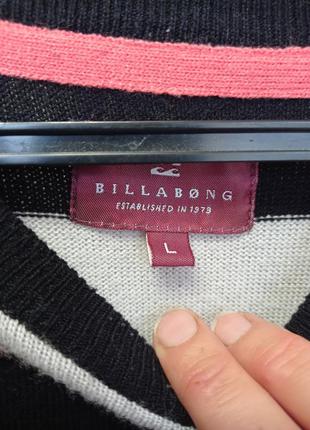 BILLABØNG
ESTABLISHED IN 1973
L